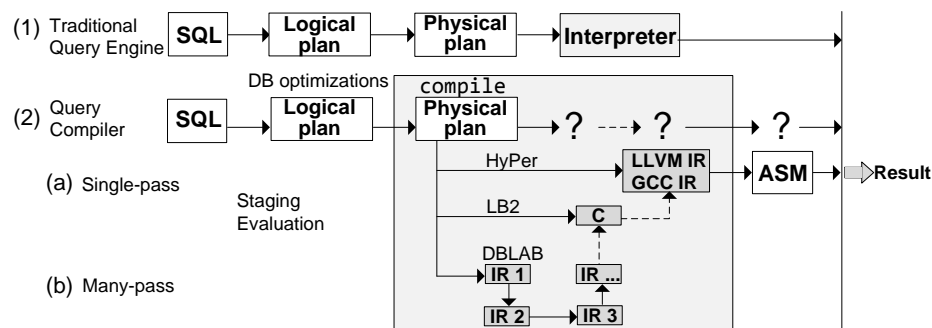 (1) Traditional
Query Engine
SQL
Logical
plan
Physical
plan
Interpreter
DB optimizations
compile
(2) Query
Compiler
SQL
Logical
plan
Physical
plan
?
?
?
HyPer
LLVM IR
GCC IR
ASM
Result
(a) Single-pass
Staging
Evaluation
LB2
C
DBLAB
IR 1
IR ...
(b) Many-pass
IR 2
IR 3